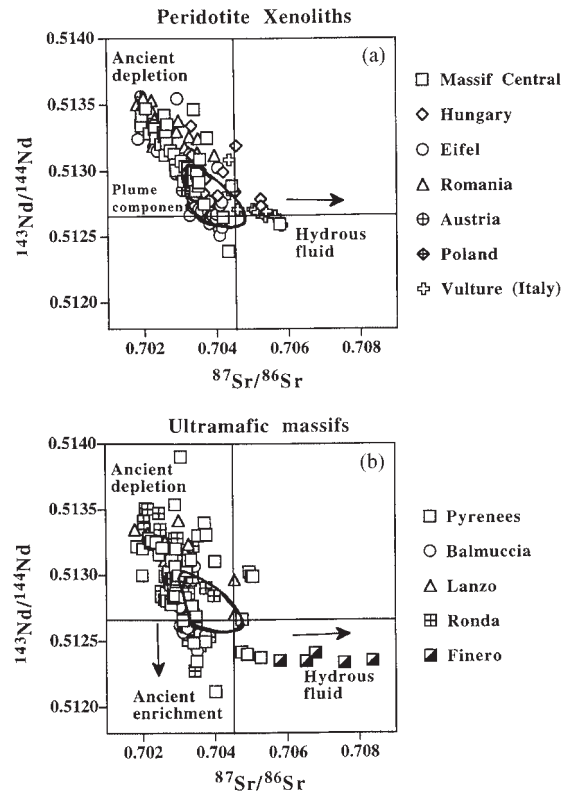 Peridotite Xenoliths
(a)
0.5140
0.5135
0.5130
0.5125
0.5120
143Nd/144Nd
Ancient
depletion
Plume
component
Hydrous
fluid
0.702
0.704
0.706
0.708
87Sr/86Sr
Massif Central
Hungary
Eifel
Romania
Austria
Poland
Vulture (Italy)
Ultramafic massifs
(b)
0.5140
0.5135
0.5130
0.5125
0.5120
143Nd/144Nd
Ancient
depletion
Ancient
enrichment
Hydrous
fluid
0.702
0.704
0.706
0.708
87Sr/86Sr
Pyrenees
Balmuccia
Lanzo
Ronda
Finero